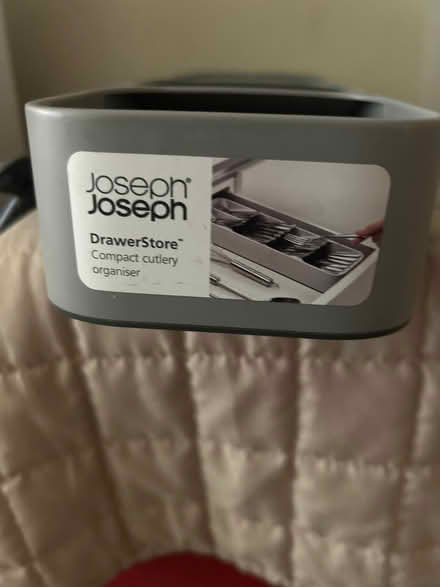 Joseph®
Joseph
DrawerStore™
Compact cutlery
organiser